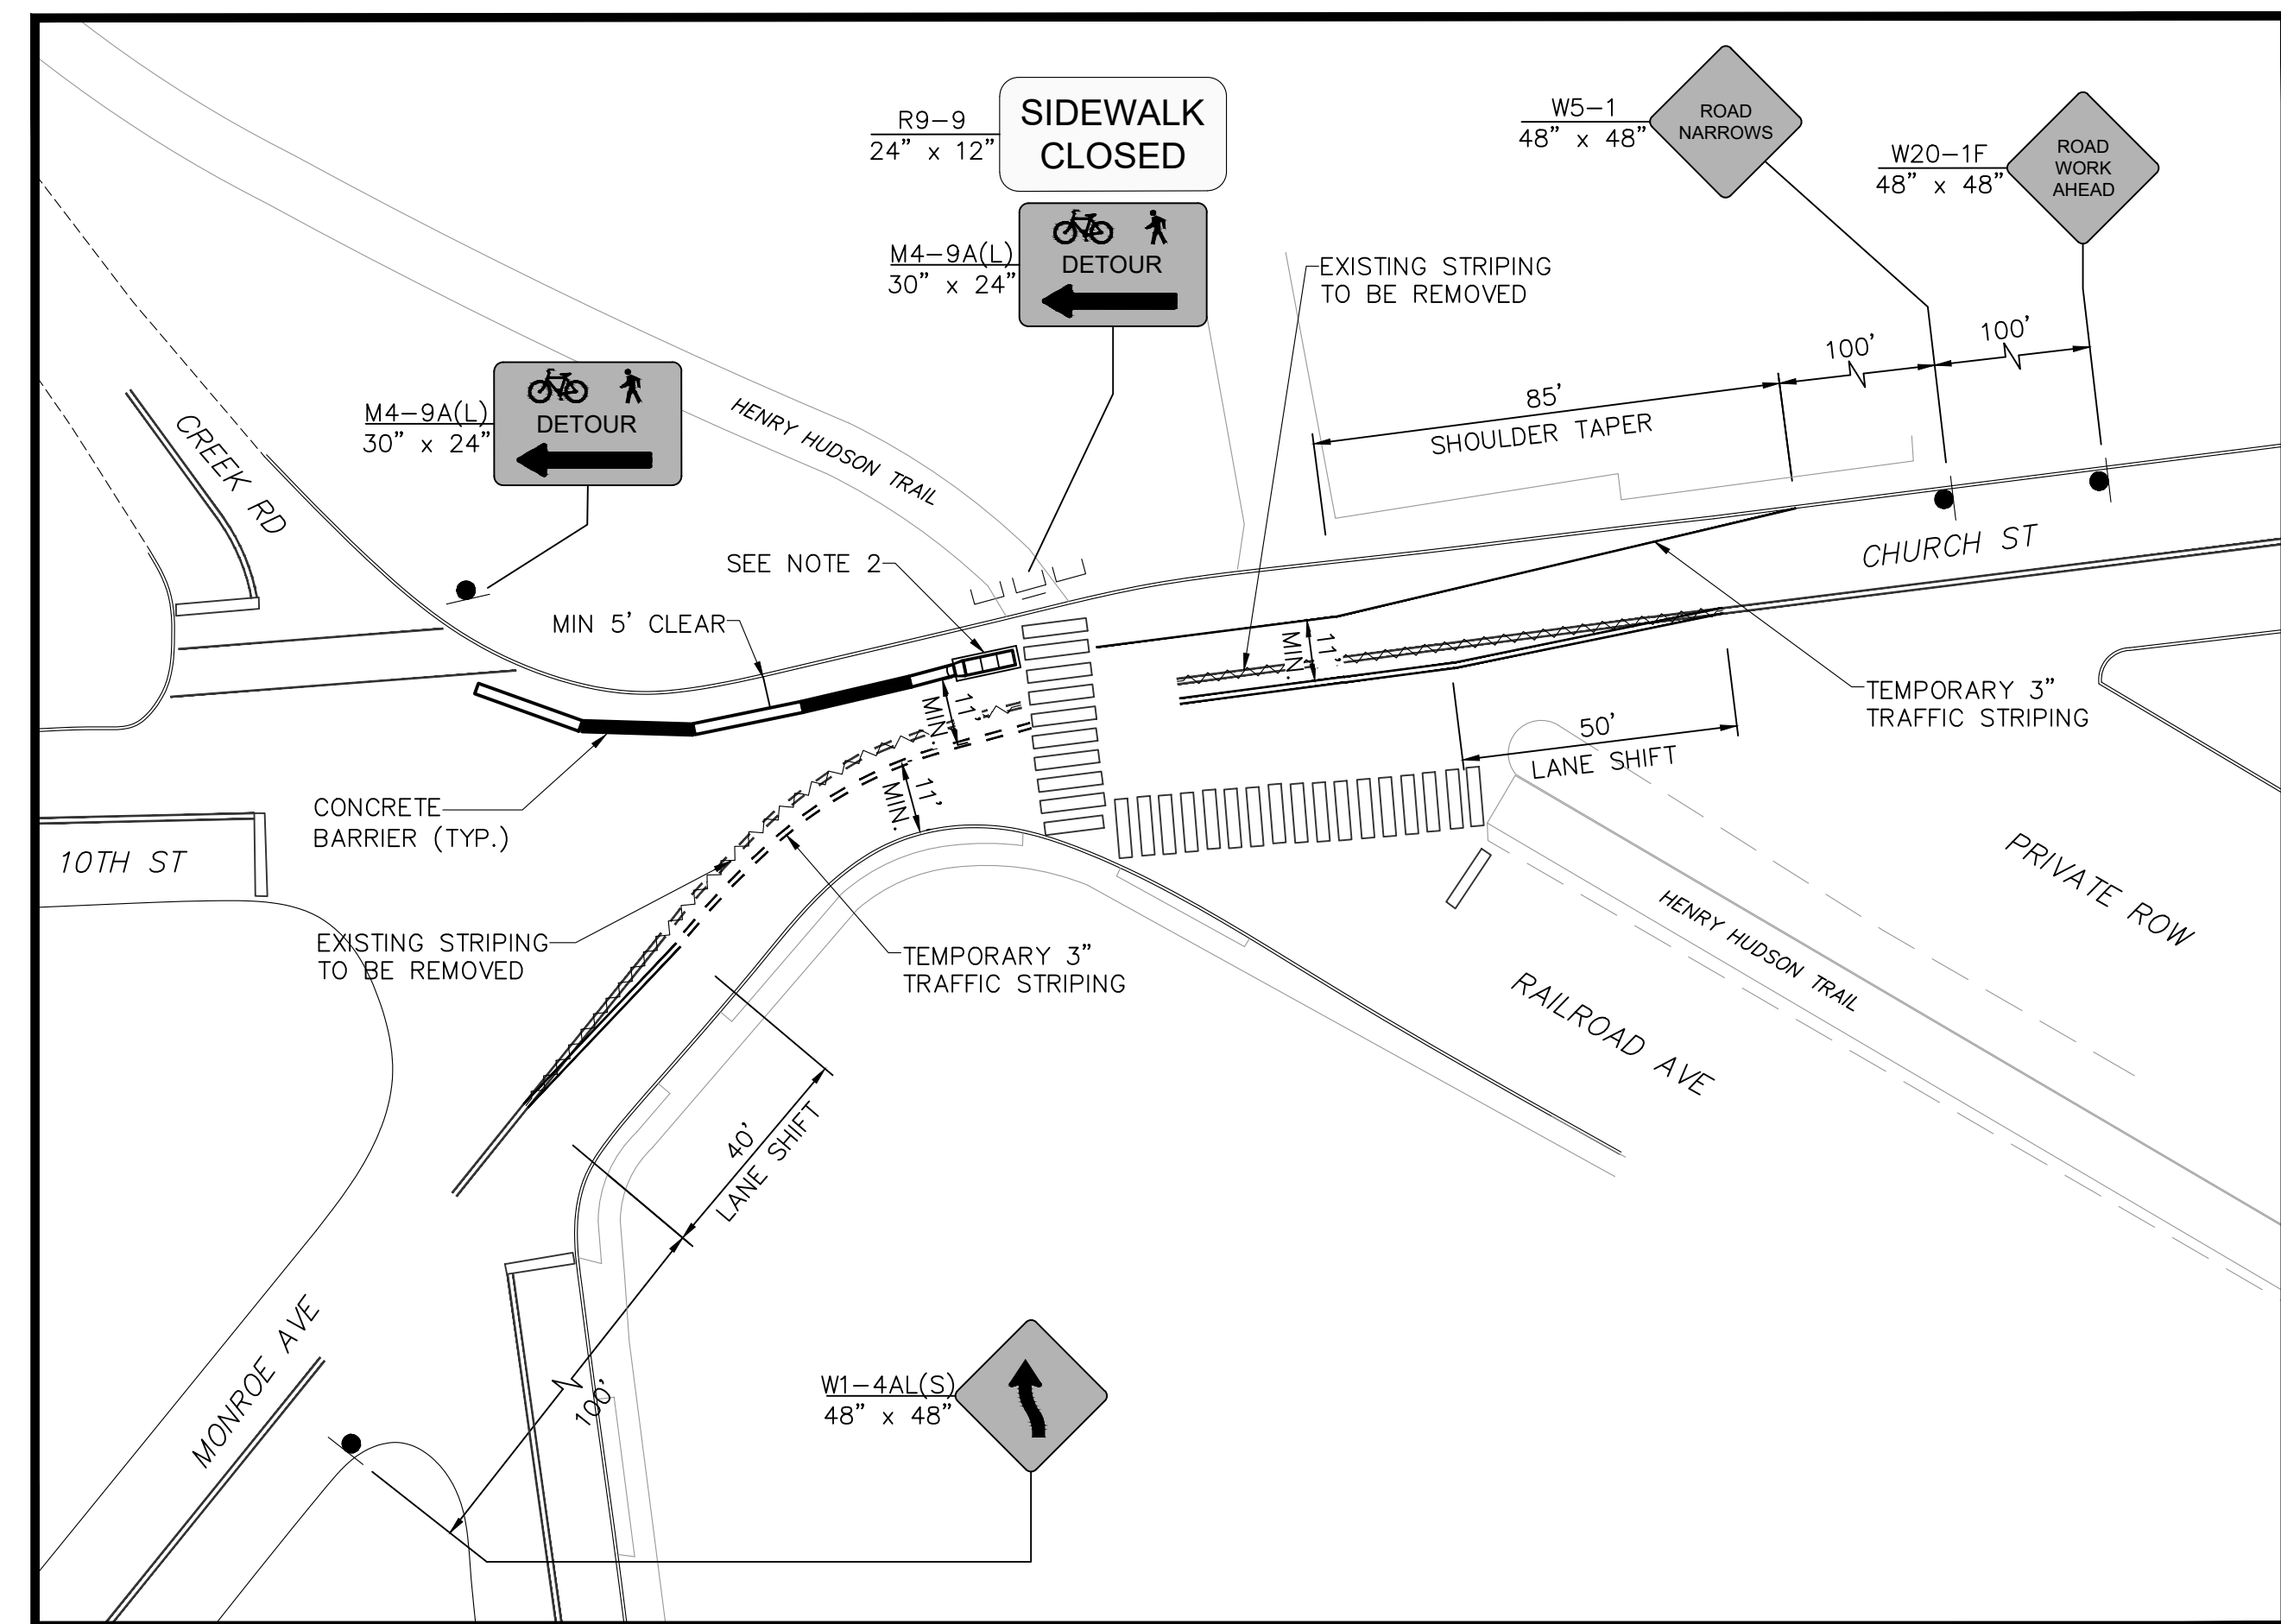 R9-9
24" x 12"
SIDEWALK
CLOSED
W5-1
48" x 48"
ROAD
NARROWS
W20-1F
48" x 48"
ROAD
WORK
AHEAD
M4-9A(L)
30" x 24"
DETOUR
EXISTING STRIPING
TO BE REMOVED
100'
100'
85'
SHOULDER TAPER
M4-9A(L)
30" x 24"
DETOUR
HENRY HUDSON TRAIL
CREEK RD
SEE NOTE 2
MIN 5' CLEAR
CHURCH ST
11'
MIN.
11'
MIN.
11'
MIN.
TEMPORARY 3"
TRAFFIC STRIPING
50'
LANE SHIFT
CONCRETE
BARRIER (TYP.)
10TH ST
PRIVATE ROW
HENRY HUDSON TRAIL
EXISTING STRIPING
TO BE REMOVED
TEMPORARY 3"
TRAFFIC STRIPING
RAILROAD AVE
40'
LANE SHIFT
MONROE AVE
100'
W1-4AL(S)
48" x 48"